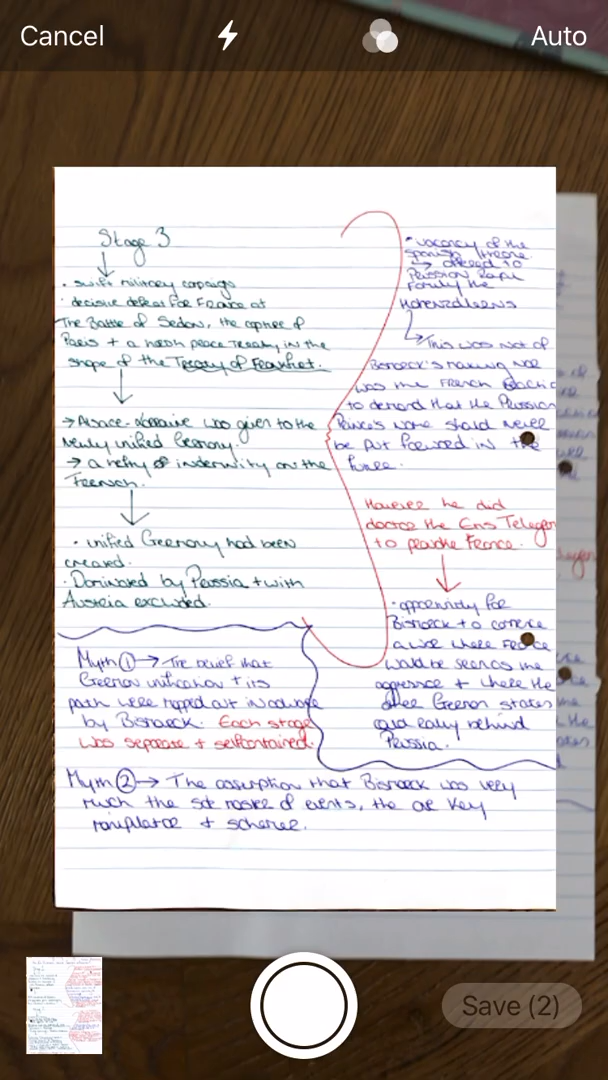 Cancel
Auto
Stage 3
• swift military campaign
• decisive defeat for France at
the Battle of Sedan, the capture of
Paris + a harsh peace treaty in the
shape of the Treaty of Frankfurt.
→ Alsace-Lorraine was given to the
newly unified Germany.
→ a hefty indemnity on the
French.
• unified Germany had been
created.
• Dominated by Prussia + with
Austria excluded.
• vacancy of the
Spanish throne
→ offered to
Prussian
Family the
Hohenzollerns
→ This was not of
Bismarck's making nor
was the French
to demand that the Prussian
Prince's name should never
be put forward in the
future.
However he did
doctor the Ems Telegram
to provoke France.
• opportunity for
Bismarck to contrive
a war where France
would be seen as the
aggressor + where the
other German states
could rally behind
Prussia.
Myth ① → The belief that
German unification + its
path were mapped out in advance
by Bismarck. Each stage
was separate + self contained.
Myth ② → The assumption that Bismarck was very
much the master of events, the key
manipulator + schemer.
Save (2)